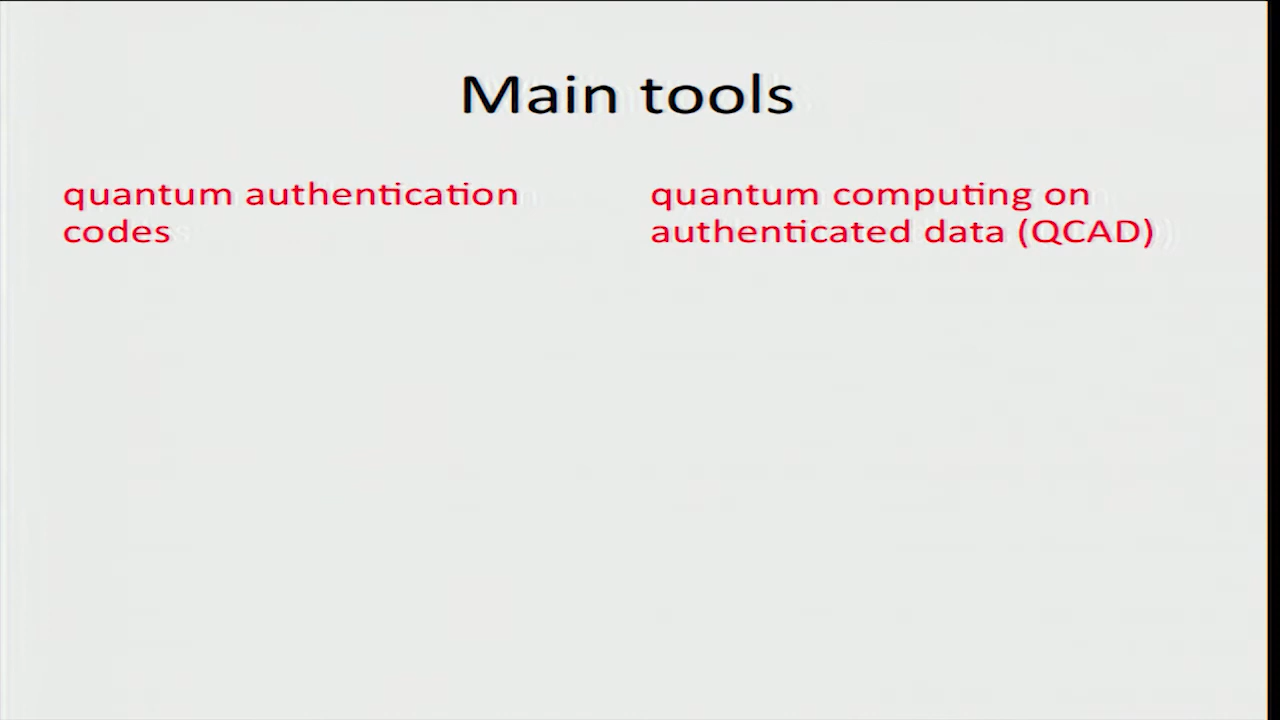 Main tools
quantum authentication
codes
quantum computing on
authenticated data (QCAD)